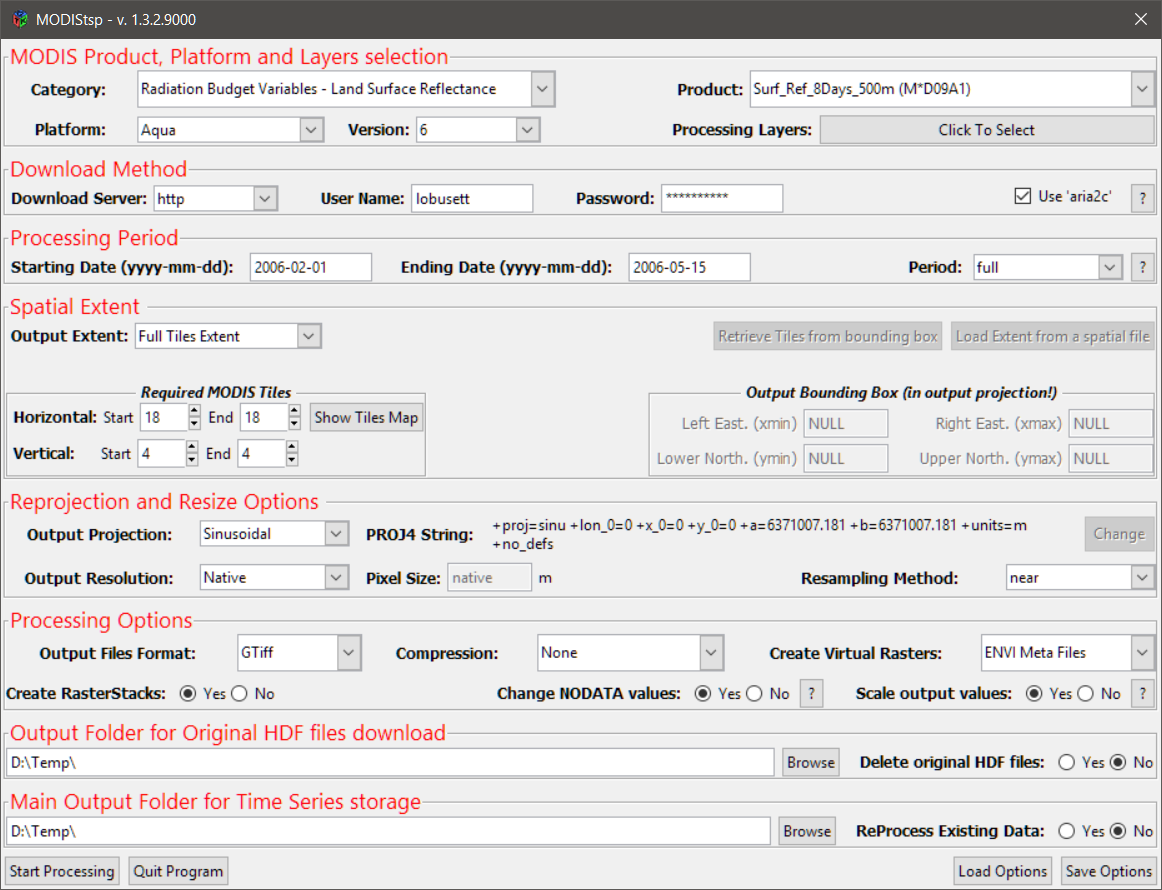 MODIStsp - v. 1.3.2.9000
MODIS Product, Platform and Layers selection
Category: Radiation Budget Variables - Land Surface Reflectance Product: Surf_Ref_8Days_500m (M*D09A1)
Platform: Aqua Version: 6 Processing Layers: Click To Select
Download Method
Download Server: http User Name: lobusett Password: ********** Use 'aria2c' ?
Processing Period
Starting Date (yyyy-mm-dd): 2006-02-01 Ending Date (yyyy-mm-dd): 2006-05-15 Period: full ?
Spatial Extent
Output Extent: Full Tiles Extent Retrieve Tiles from bounding box Load Extent from a spatial file
Required MODIS Tiles Output Bounding Box (in output projection!)
Horizontal: Start 18 End 18 Show Tiles Map Left East. (xmin) NULL Right East. (xmax) NULL
Vertical: Start 4 End 4 Lower North. (ymin) NULL Upper North. (ymax) NULL
Reprojection and Resize Options
Output Projection: Sinusoidal PROJ4 String: +proj=sinu +lon_0=0 +x_0=0 +y_0=0 +a=6371007.181 +b=6371007.181 +units=m
+no_defs Change
Output Resolution: Native Pixel Size: native m Resampling Method: near
Processing Options
Output Files Format: GTiff Compression: None Create Virtual Rasters: ENVI Meta Files
Create RasterStacks: Yes No Change NODATA values: Yes No ? Scale output values: Yes No ?
Output Folder for Original HDF files download
D:\Temp\ Browse Delete original HDF files: Yes No
Main Output Folder for Time Series storage
D:\Temp\ Browse ReProcess Existing Data: Yes No
Start Processing Quit Program Load Options Save Options